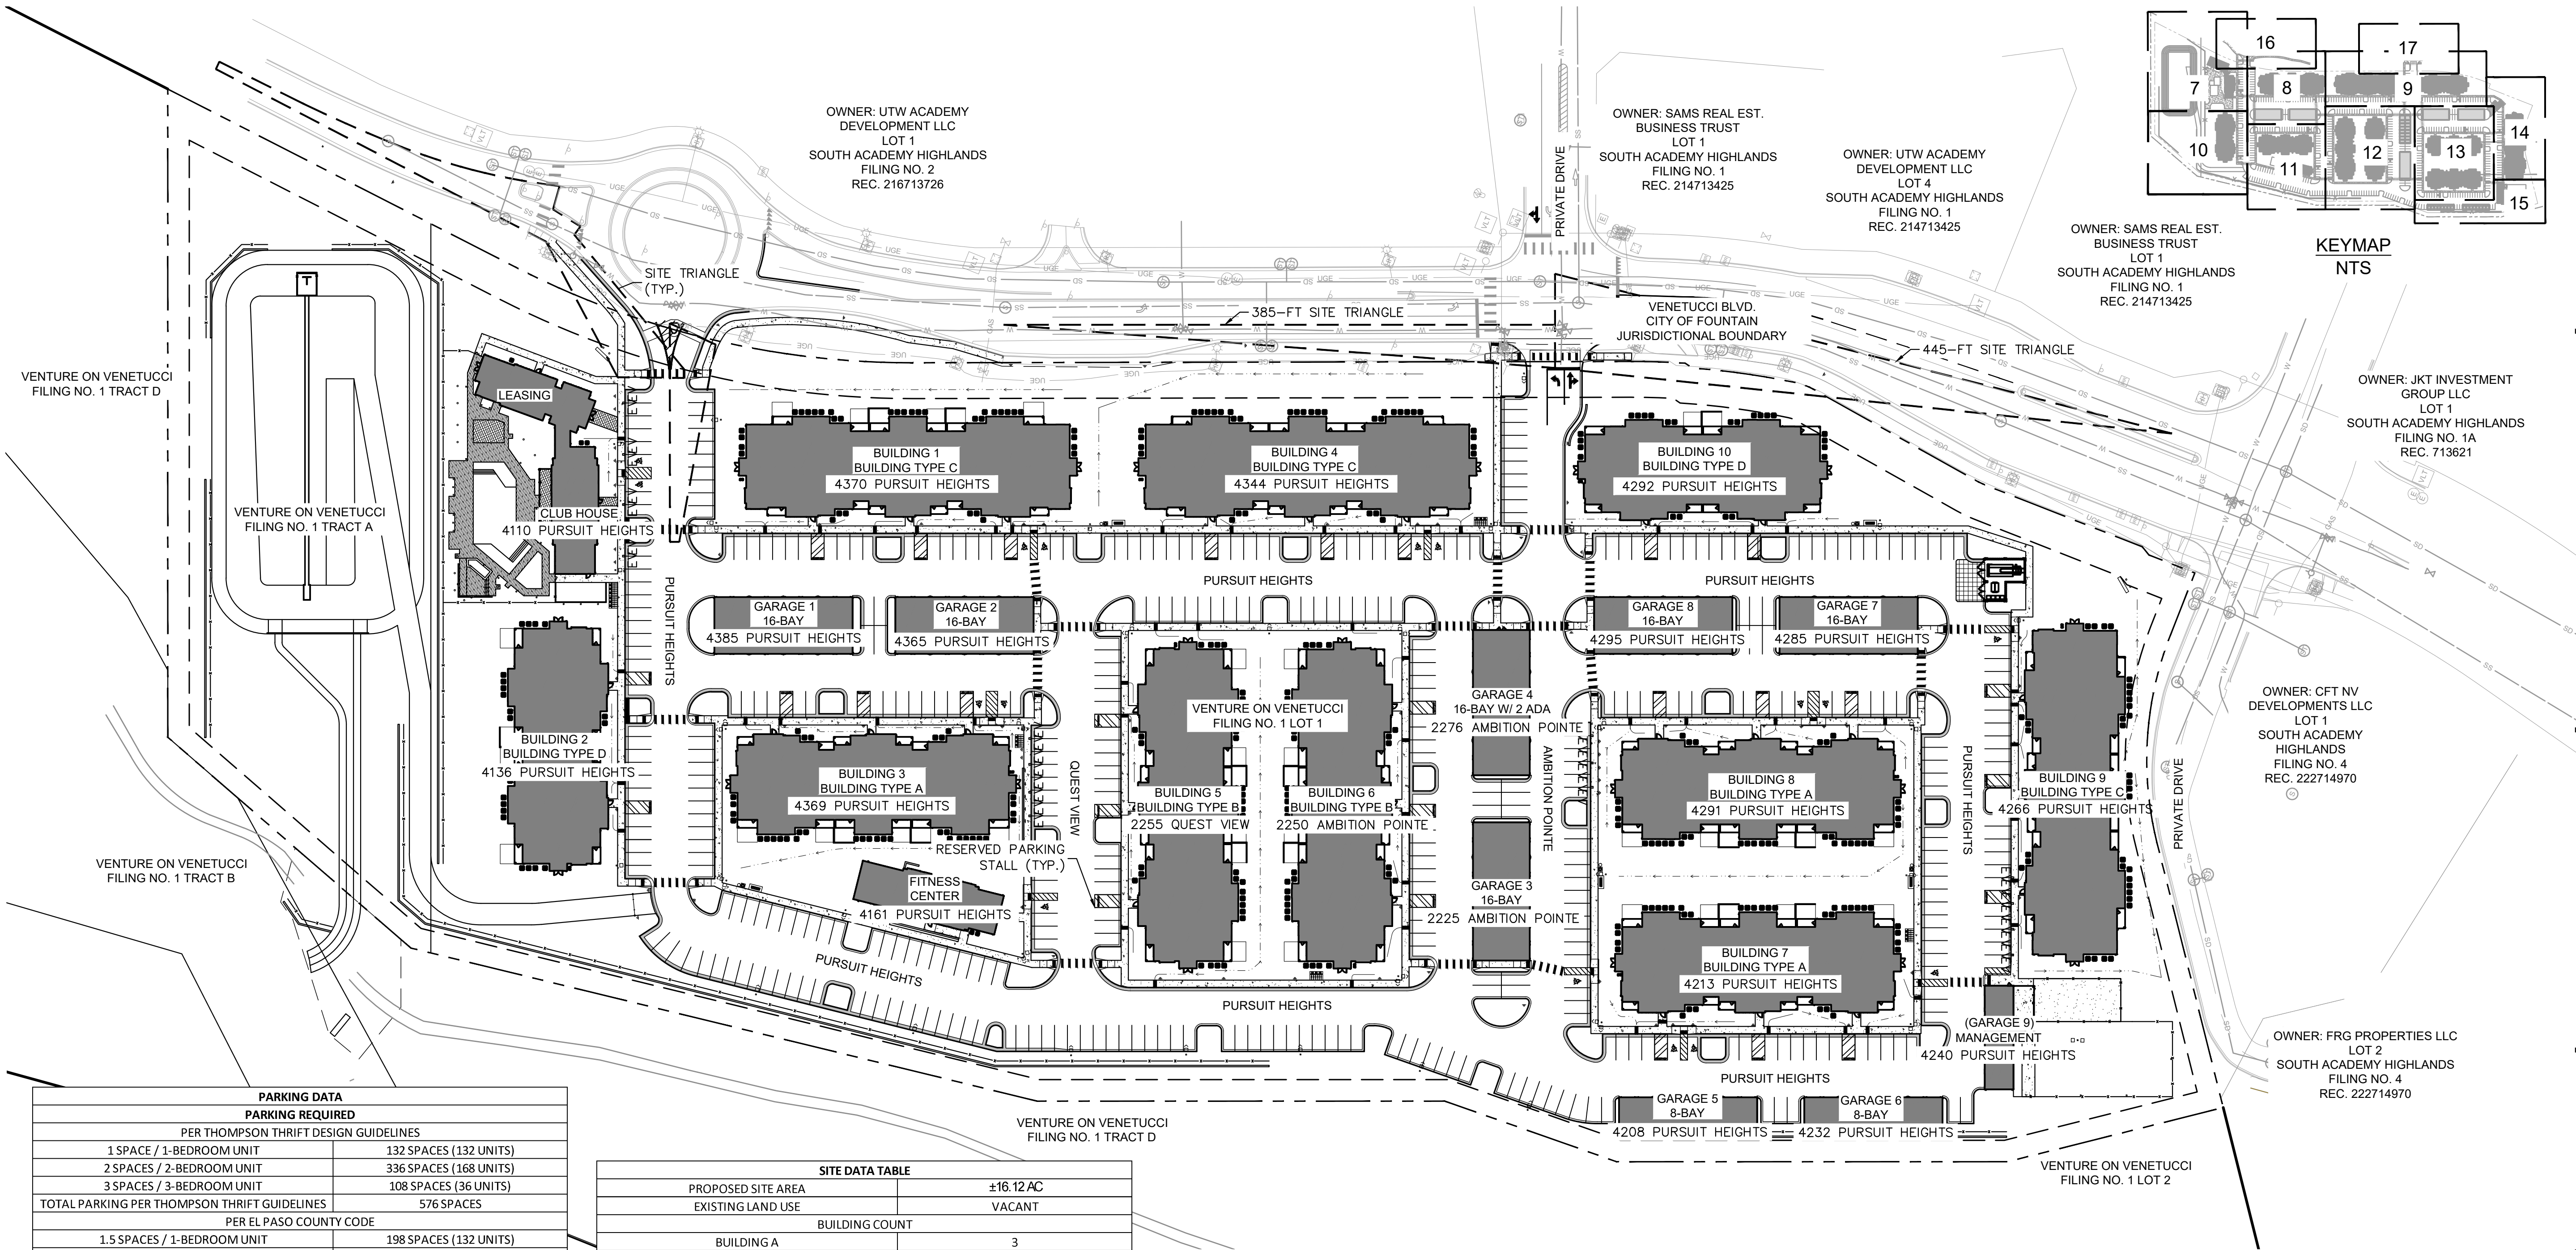 16
17
7
8
9
14
10
11
12
13
15
KEYMAP
NTS
OWNER: UTW ACADEMY
DEVELOPMENT LLC
LOT 1
SOUTH ACADEMY HIGHLANDS
FILING NO. 2
REC. 216713726
OWNER: SAMS REAL EST.
BUSINESS TRUST
LOT 1
SOUTH ACADEMY HIGHLANDS
FILING NO. 1
REC. 214713425
OWNER: UTW ACADEMY
DEVELOPMENT LLC
LOT 4
SOUTH ACADEMY HIGHLANDS
FILING NO. 1
REC. 214713425
OWNER: SAMS REAL EST.
BUSINESS TRUST
LOT 1
SOUTH ACADEMY HIGHLANDS
FILING NO. 1
REC. 214713425
PRIVATE DRIVE
SITE TRIANGLE
(TYP.)
385-FT SITE TRIANGLE
VENETUCCI BLVD.
CITY OF FOUNTAIN
JURISDICTIONAL BOUNDARY
445-FT SITE TRIANGLE
OWNER: JKT INVESTMENT
GROUP LLC
LOT 1
SOUTH ACADEMY HIGHLANDS
FILING NO. 1A
REC. 713621
VENTURE ON VENETUCCI
FILING NO. 1 TRACT D
T
VENTURE ON VENETUCCI
FILING NO. 1 TRACT A
LEASING
CLUB HOUSE
4110 PURSUIT HEIGHTS
BUILDING 1
BUILDING TYPE C
4370 PURSUIT HEIGHTS
BUILDING 4
BUILDING TYPE C
4344 PURSUIT HEIGHTS
BUILDING 10
BUILDING TYPE D
4292 PURSUIT HEIGHTS
PURSUIT HEIGHTS
PURSUIT HEIGHTS
PURSUIT HEIGHTS
GARAGE 1
16-BAY
4385 PURSUIT HEIGHTS
GARAGE 2
16-BAY
4365 PURSUIT HEIGHTS
GARAGE 8
16-BAY
4295 PURSUIT HEIGHTS
GARAGE 7
16-BAY
4285 PURSUIT HEIGHTS
BUILDING 2
BUILDING TYPE D
4136 PURSUIT HEIGHTS
BUILDING 3
BUILDING TYPE A
4369 PURSUIT HEIGHTS
QUEST VIEW
VENTURE ON VENETUCCI
FILING NO. 1 LOT 1
BUILDING 5
BUILDING TYPE B
2255 QUEST VIEW
BUILDING 6
BUILDING TYPE B
2250 AMBITION POINTE
GARAGE 4
16-BAY W/ 2 ADA
2276 AMBITION POINTE
AMBITION POINTE
BUILDING 8
BUILDING TYPE A
4291 PURSUIT HEIGHTS
PURSUIT HEIGHTS
BUILDING 9
BUILDING TYPE C
4266 PURSUIT HEIGHTS
PRIVATE DRIVE
OWNER: CFT NV
DEVELOPMENTS LLC
LOT 1
SOUTH ACADEMY
HIGHLANDS
FILING NO. 4
REC. 222714970
VENTURE ON VENETUCCI
FILING NO. 1 TRACT B
RESERVED PARKING
STALL (TYP.)
FITNESS
CENTER
4161 PURSUIT HEIGHTS
GARAGE 3
16-BAY
2225 AMBITION POINTE
BUILDING 7
BUILDING TYPE A
4213 PURSUIT HEIGHTS
PURSUIT HEIGHTS
PURSUIT HEIGHTS
(GARAGE 9)
MANAGEMENT
4240 PURSUIT HEIGHTS
PURSUIT HEIGHTS
GARAGE 5
8-BAY
4208 PURSUIT HEIGHTS
GARAGE 6
8-BAY
4232 PURSUIT HEIGHTS
OWNER: FRG PROPERTIES LLC
LOT 2
SOUTH ACADEMY HIGHLANDS
FILING NO. 4
REC. 222714970
VENTURE ON VENETUCCI
FILING NO. 1 TRACT D
VENTURE ON VENETUCCI
FILING NO. 1 LOT 2
PARKING DATA
PARKING REQUIRED
PER THOMPSON THRIFT DESIGN GUIDELINES
1 SPACE / 1-BEDROOM UNIT 132 SPACES (132 UNITS)
2 SPACES / 2-BEDROOM UNIT 336 SPACES (168 UNITS)
3 SPACES / 3-BEDROOM UNIT 108 SPACES (36 UNITS)
TOTAL PARKING PER THOMPSON THRIFT GUIDELINES 576 SPACES
PER EL PASO COUNTY CODE
1.5 SPACES / 1-BEDROOM UNIT 198 SPACES (132 UNITS)
SITE DATA TABLE
PROPOSED SITE AREA ±16.12 AC
EXISTING LAND USE VACANT
BUILDING COUNT
BUILDING A 3